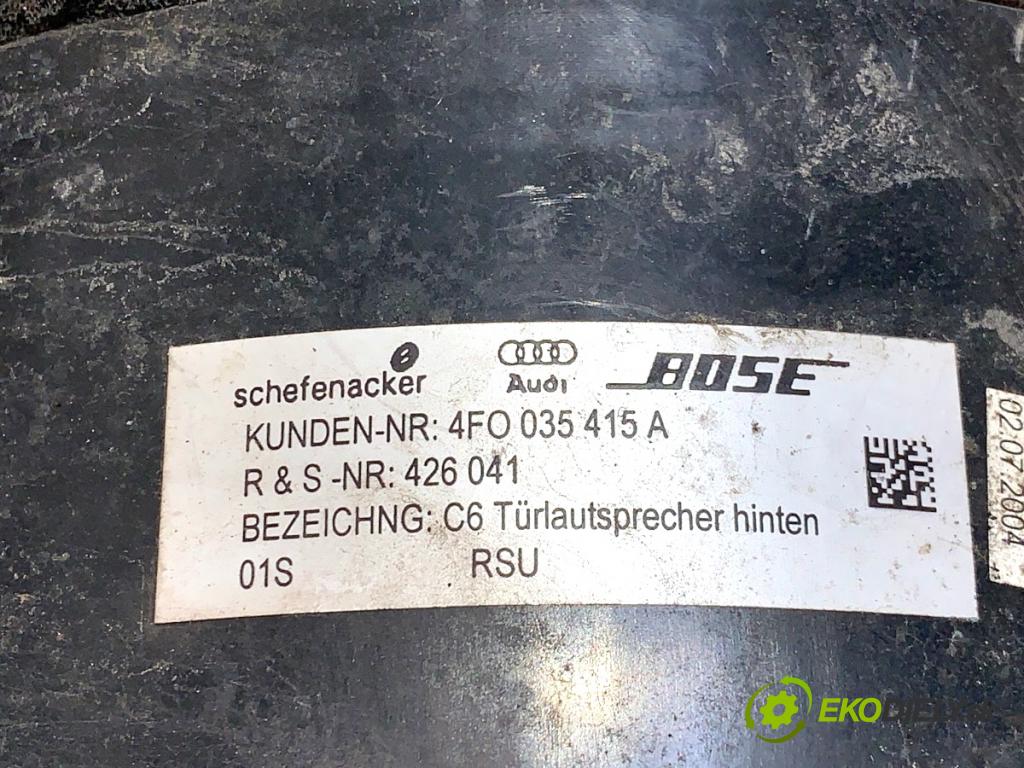 schefenacker
Audi
BOSE
KUNDEN-NR: 4FO 035 415 A
R & S -NR: 426 041
BEZEICHNG: C6 Türlautsprecher hinten
01S RSU
02.07.2004